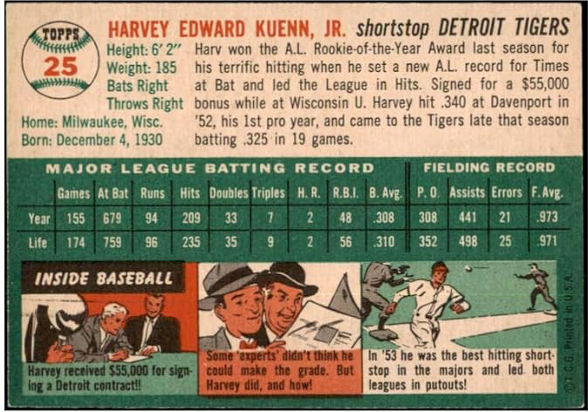 TOPPS
25
HARVEY EDWARD KUENN, JR. shortstop DETROIT TIGERS
Height: 6' 2"
Weight: 185
Bats Right
Throws Right
Home: Milwaukee, Wisc.
Born: December 4, 1930
Harv won the A.L. Rookie-of-the-Year Award last season for
his terrific hitting when he set a new A.L. record for Times
at Bat and led the League in Hits. Signed for a $55,000
bonus while at Wisconsin U. Harvey hit .340 at Davenport in
'52, his 1st pro year, and came to the Tigers late that season
batting .325 in 19 games.
MAJOR LEAGUE BATTING RECORD FIELDING RECORD
Games At Bat Runs Hits Doubles Triples H. R. R.B.I. B. Avg. P. O. Assists Errors F. Avg.
Year 155 679 94 209 33 7 2 48 .308 308 441 21 .973
Life 174 759 96 235 35 9 2 56 .310 352 498 25 .971
INSIDE BASEBALL
Harvey received $55,000 for sign-
ing a Detroit contract!!
Some 'experts' didn't think he
could make the grade. But
Harvey did, and how!
In '53 he was the best hitting short-
stop in the majors and led both
leagues in putouts!
©T.C.G. Printed in U.S.A.